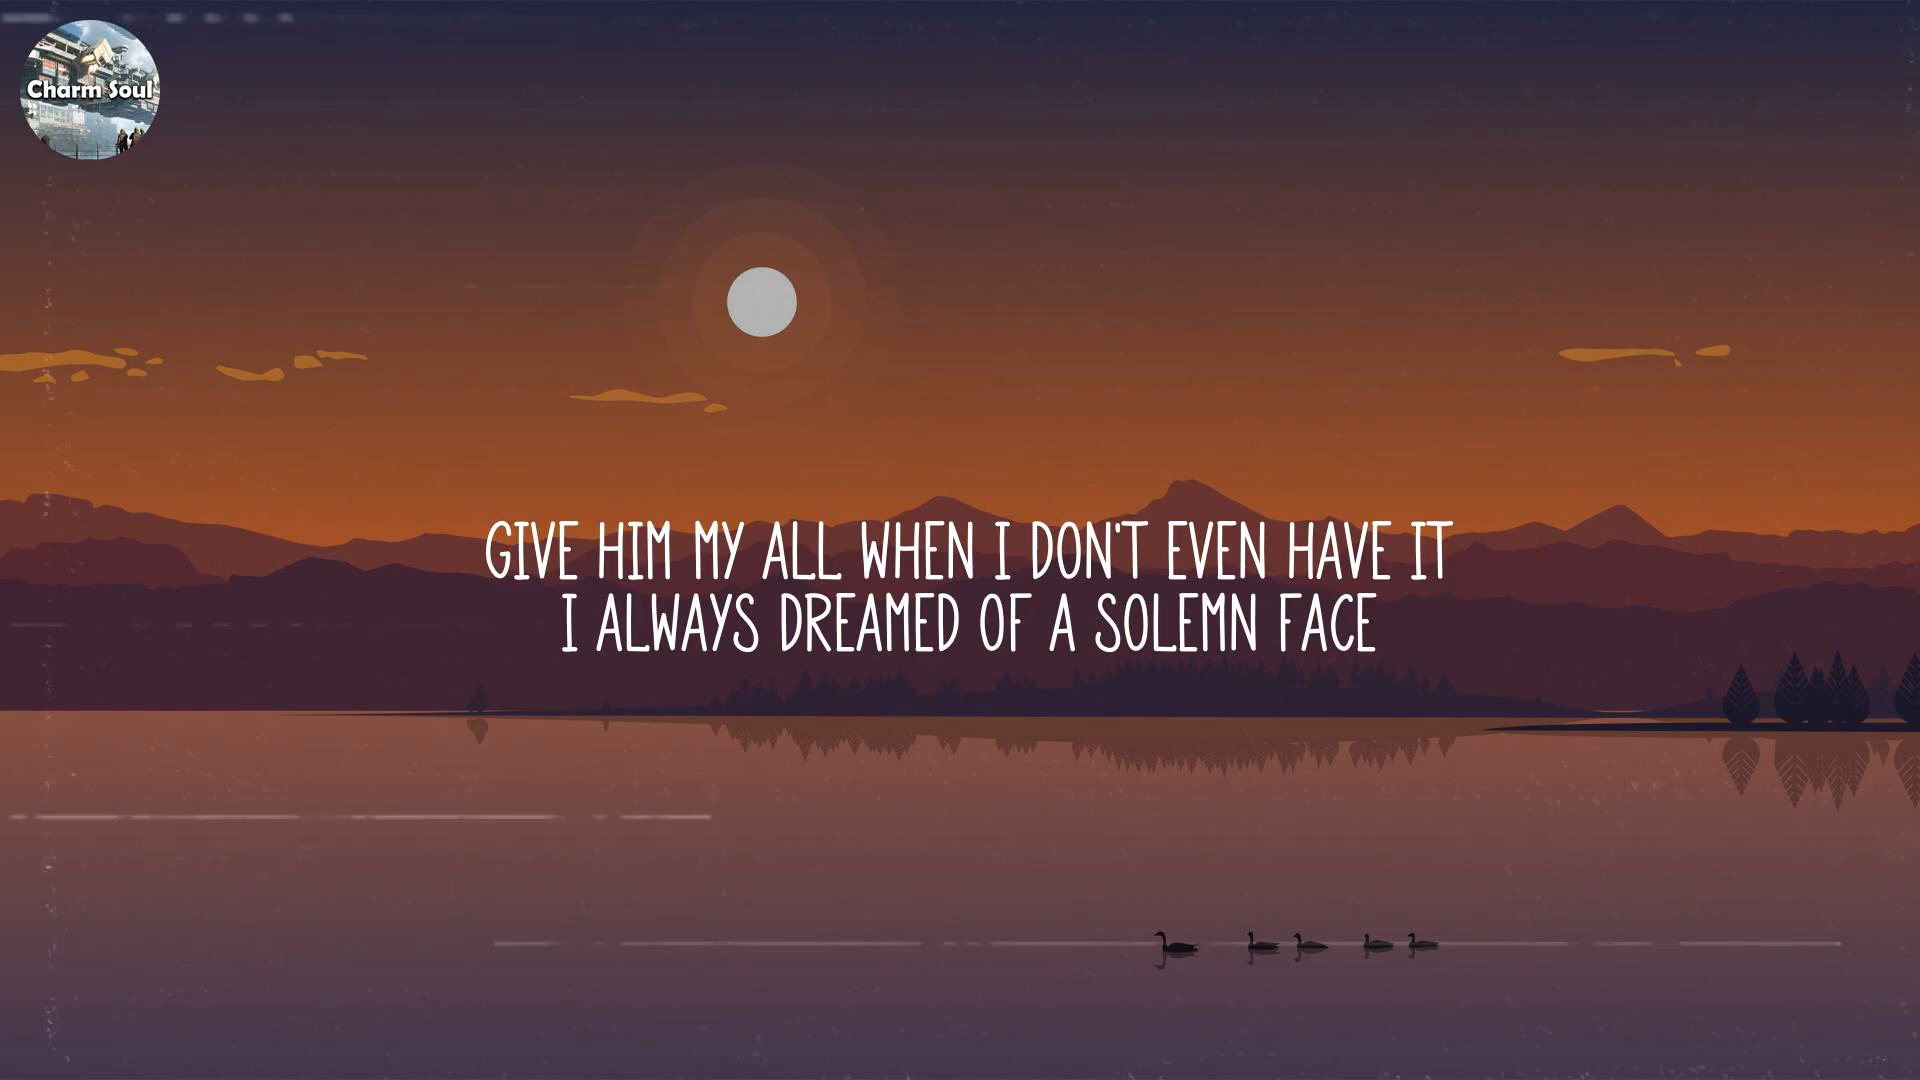 Charm Soul
GIVE HIM MY ALL WHEN I DON'T EVEN HAVE IT
I ALWAYS DREAMED OF A SOLEMN FACE